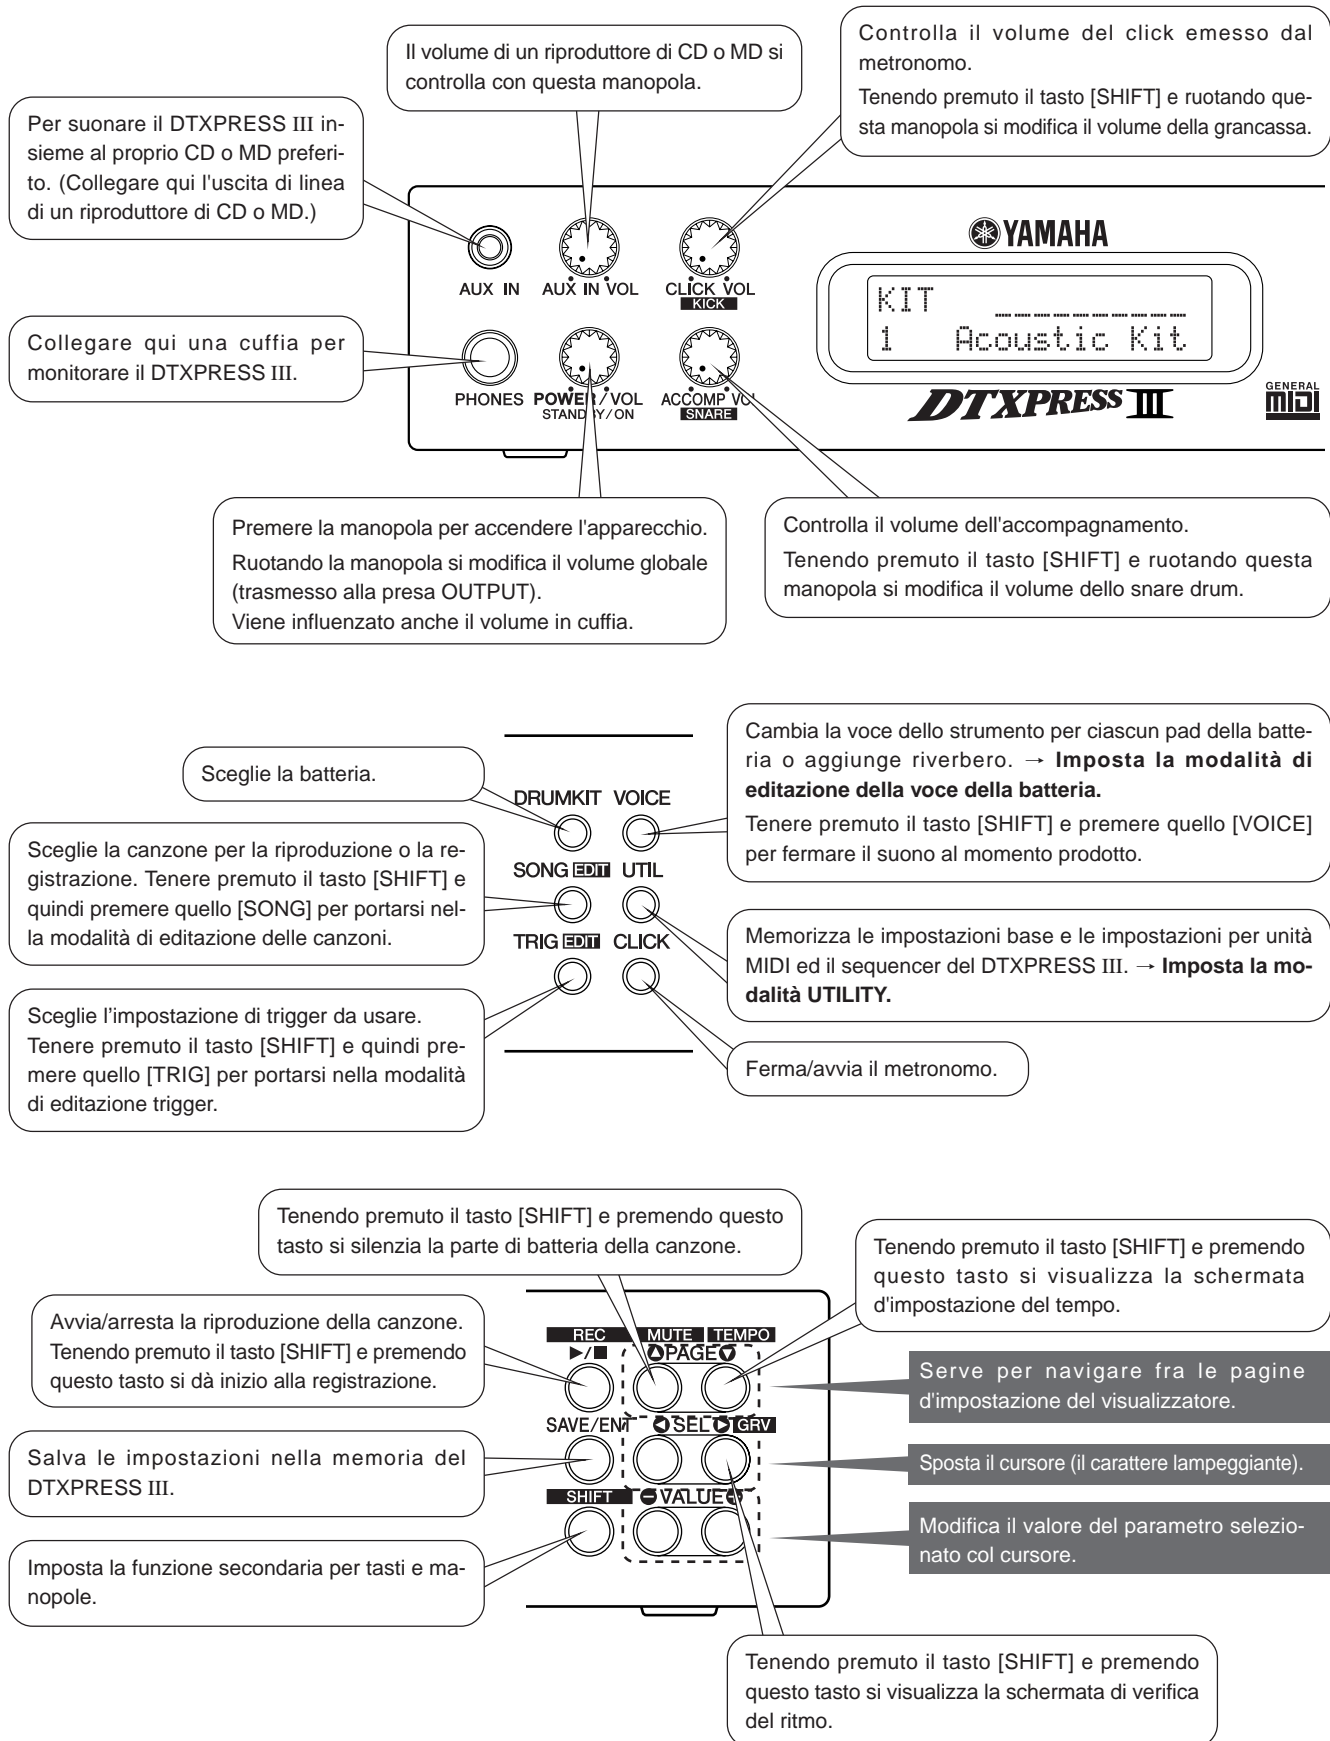 Il volume di un riproduttore di CD o MD si
controlla con questa manopola.
Controlla il volume del click emesso dal
metronomo.
Tenendo premuto il tasto [SHIFT] e ruotando que-
sta manopola si modifica il volume della grancassa.
Per suonare il DTXPRESS III in-
sieme al proprio CD o MD preferi-
to. (Collegare qui l'uscita di linea
di un riproduttore di CD o MD.)
YAMAHA
AUX IN AUX IN VOL CLICK VOL
KICK
KIT
1 Acoustic Kit
Collegare qui una cuffia per
monitorare il DTXPRESS III.
PHONES POWER/VOL ACCOMP VOL
STANDBY/ON SNARE
DTXPRESS III
GENERAL
MIDI
Premere la manopola per accendere l'apparecchio.
Ruotando la manopola si modifica il volume globale
(trasmesso alla presa OUTPUT).
Viene influenzato anche il volume in cuffia.
Controlla il volume dell'accompagnamento.
Tenendo premuto il tasto [SHIFT] e ruotando questa
manopola si modifica il volume dello snare drum.
Sceglie la batteria.
Cambia la voce dello strumento per ciascun pad della batte-
ria o aggiunge riverbero. → Imposta la modalità di
editazione della voce della batteria.
Tenere premuto il tasto [SHIFT] e premere quello [VOICE]
per fermare il suono al momento prodotto.
DRUMKIT VOICE
Sceglie la canzone per la riproduzione o la re-
gistrazione. Tenere premuto il tasto [SHIFT] e
quindi premere quello [SONG] per portarsi nel-
la modalità di editazione delle canzoni.
SONG EDIT UTIL
TRIG EDIT CLICK
Memorizza le impostazioni base e le impostazioni per unità
MIDI ed il sequencer del DTXPRESS III. → Imposta la mo-
dalità UTILITY.
Sceglie l'impostazione di trigger da usare.
Tenere premuto il tasto [SHIFT] e quindi pre-
mere quello [TRIG] per portarsi nella modalità
di editazione trigger.
Ferma/avvia il metronomo.
Tenendo premuto il tasto [SHIFT] e premendo questo
tasto si silenzia la parte di batteria della canzone.
Tenendo premuto il tasto [SHIFT] e premendo
questo tasto si visualizza la schermata
d'impostazione del tempo.
Avvia/arresta la riproduzione della canzone.
Tenendo premuto il tasto [SHIFT] e premendo
questo tasto si dà inizio alla registrazione.
REC MUTE TEMPO
▶/■ PAGE
Serve per navigare fra le pagine
d'impostazione del visualizzatore.
SAVE/ENT SEL GRV
Salva le impostazioni nella memoria del
DTXPRESS III.
Sposta il cursore (il carattere lampeggiante).
SHIFT VALUE
Modifica il valore del parametro selezio-
nato col cursore.
Imposta la funzione secondaria per tasti e ma-
nopole.
Tenendo premuto il tasto [SHIFT] e premendo
questo tasto si visualizza la schermata di verifica
del ritmo.